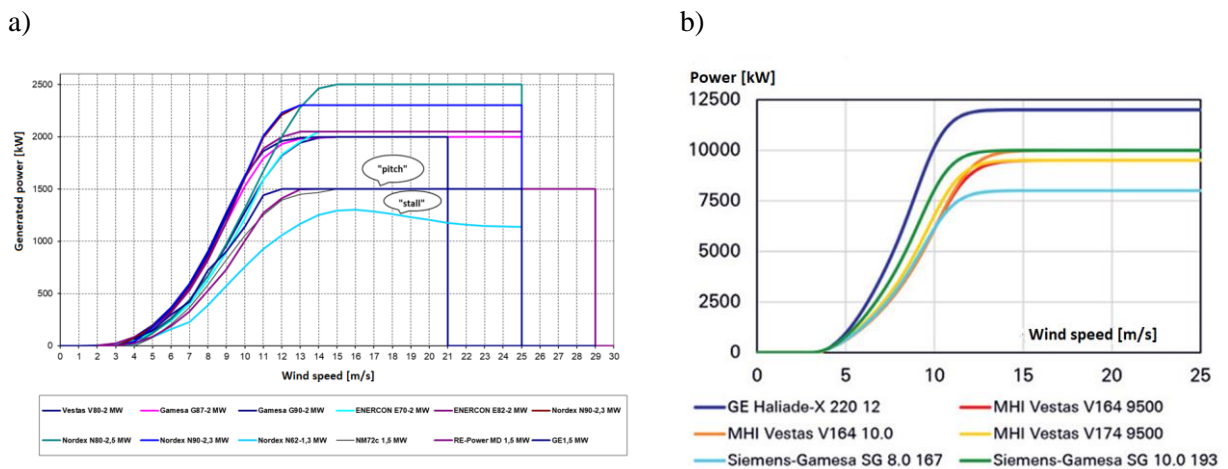 a)
2500
2000
1500
1000
500
0
Generated power [kW]
"pitch"
"stall"
0 1 2 3 4 5 6 7 8 9 10 11 12 13 14 15 16 17 18 19 20 21 22 23 24 25 26 27 28 29 30
Wind speed [m/s]
Vestas V80-2 MW Gamesa G87-2 MW Gamesa G90-2 MW ENERCON E70-2 MW ENERCON E82-2 MW Nordex N90-2,3 MW
Nordex N80-2,5 MW Nordex N90-2,3 MW Nordex N62-1,3 MW NM72c 1,5 MW RE-Power MD 1,5 MW GE1,5 MW
b)
Power [kW]
12500
10000
7500
5000
2500
0
Wind speed [m/s]
0 5 10 15 20 25
GE Haliade-X 220 12 MHI Vestas V164 9500
MHI Vestas V164 10.0 MHI Vestas V174 9500
Siemens-Gamesa SG 8.0 167 Siemens-Gamesa SG 10.0 193